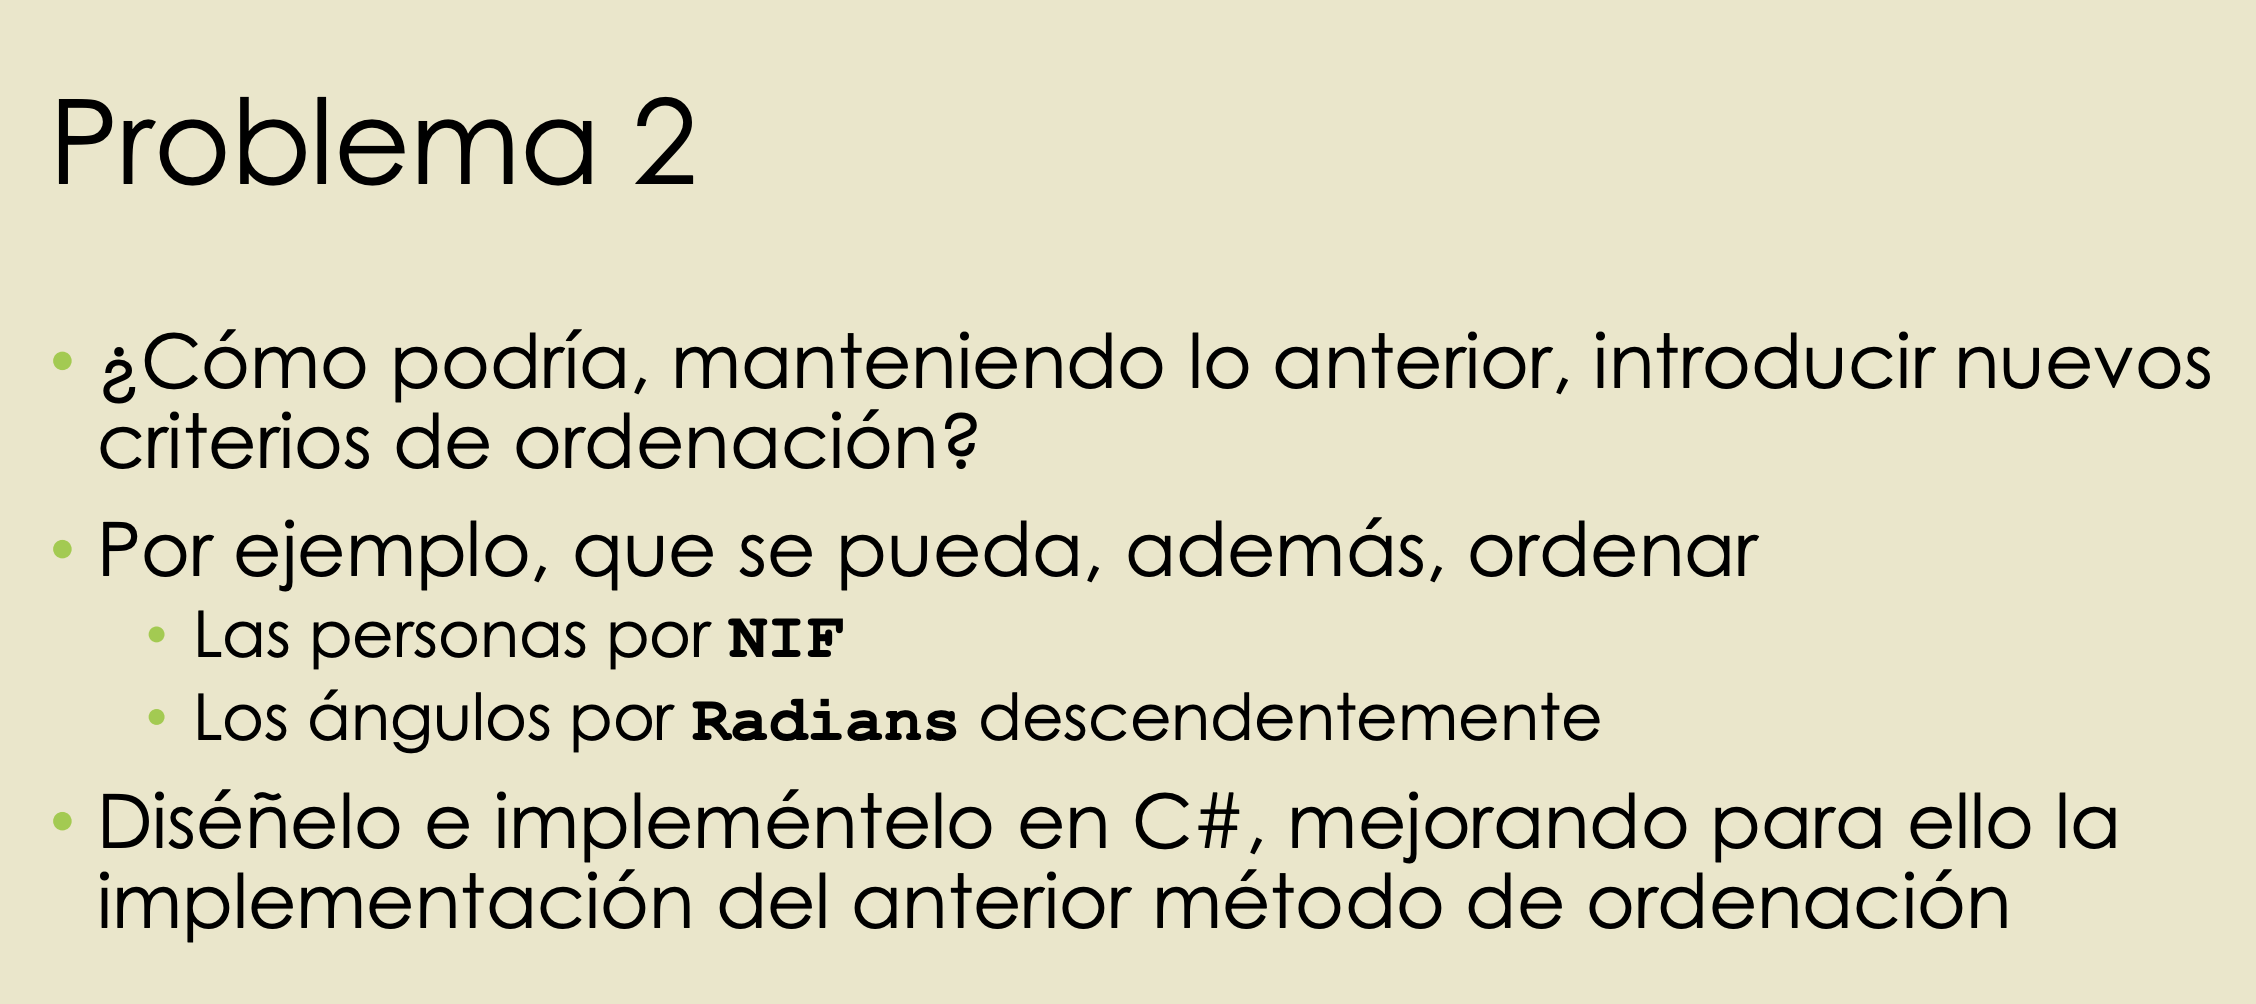 Problema 2
• ¿Cómo podría, manteniendo lo anterior, introducir nuevos
criterios de ordenación?
• Por ejemplo, que se pueda, además, ordenar
• Las personas por NIF
• Los ángulos por Radians descendentemente
• Diséñelo e impleméntelo en C#, mejorando para ello la
implementación del anterior método de ordenación